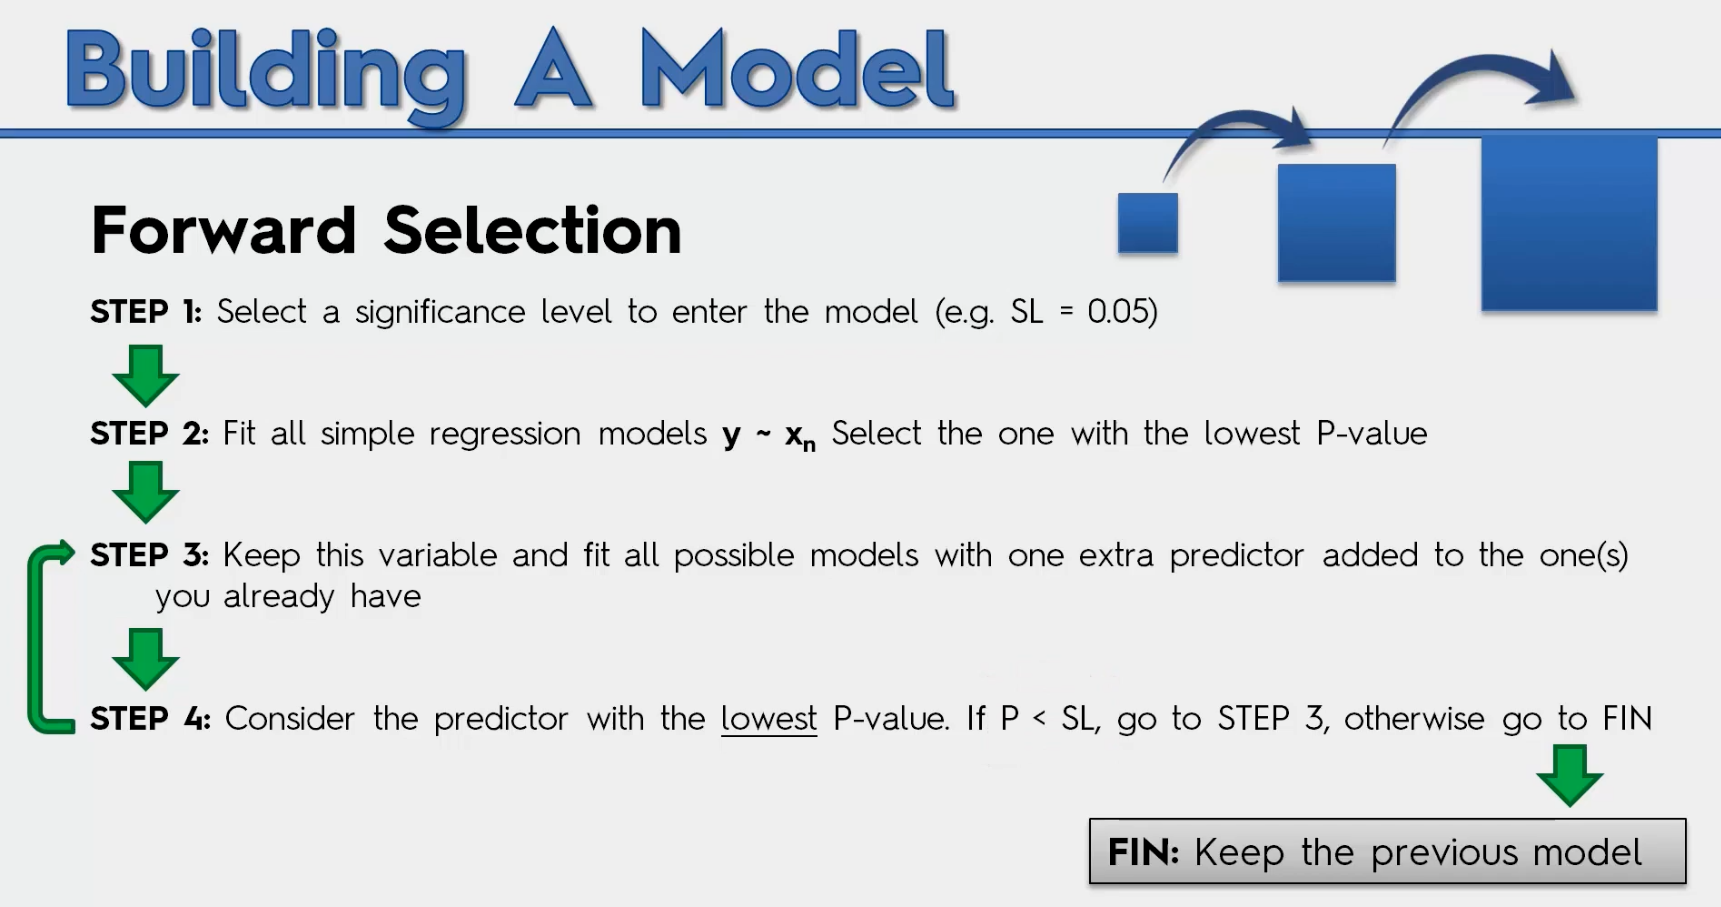 Building A Model
Forward Selection
STEP 1: Select a significance level to enter the model (e.g. SL = 0.05)
STEP 2: Fit all simple regression models y ~ xn Select the one with the lowest P-value
STEP 3: Keep this variable and fit all possible models with one extra predictor added to the one(s)
you already have
STEP 4: Consider the predictor with the lowest P-value. If P < SL, go to STEP 3, otherwise go to FIN
FIN: Keep the previous model